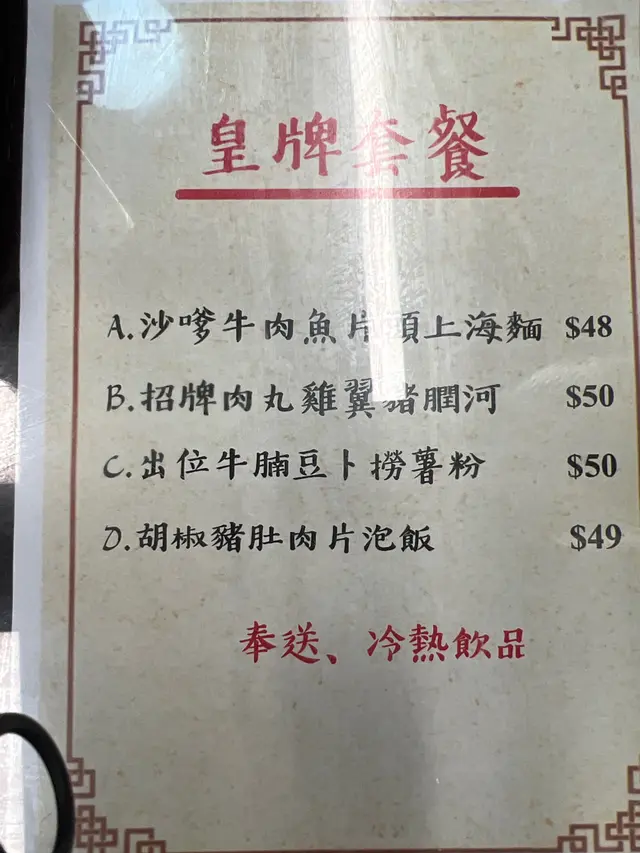 皇牌套餐
A.沙嗲牛肉魚片頭上海麵 $48
B.招牌肉丸雞翼豬膶河 $50
C.出位牛腩豆卜撈薯粉 $50
D.胡椒豬肚肉片泡飯 $49
奉送、冷熱飲品